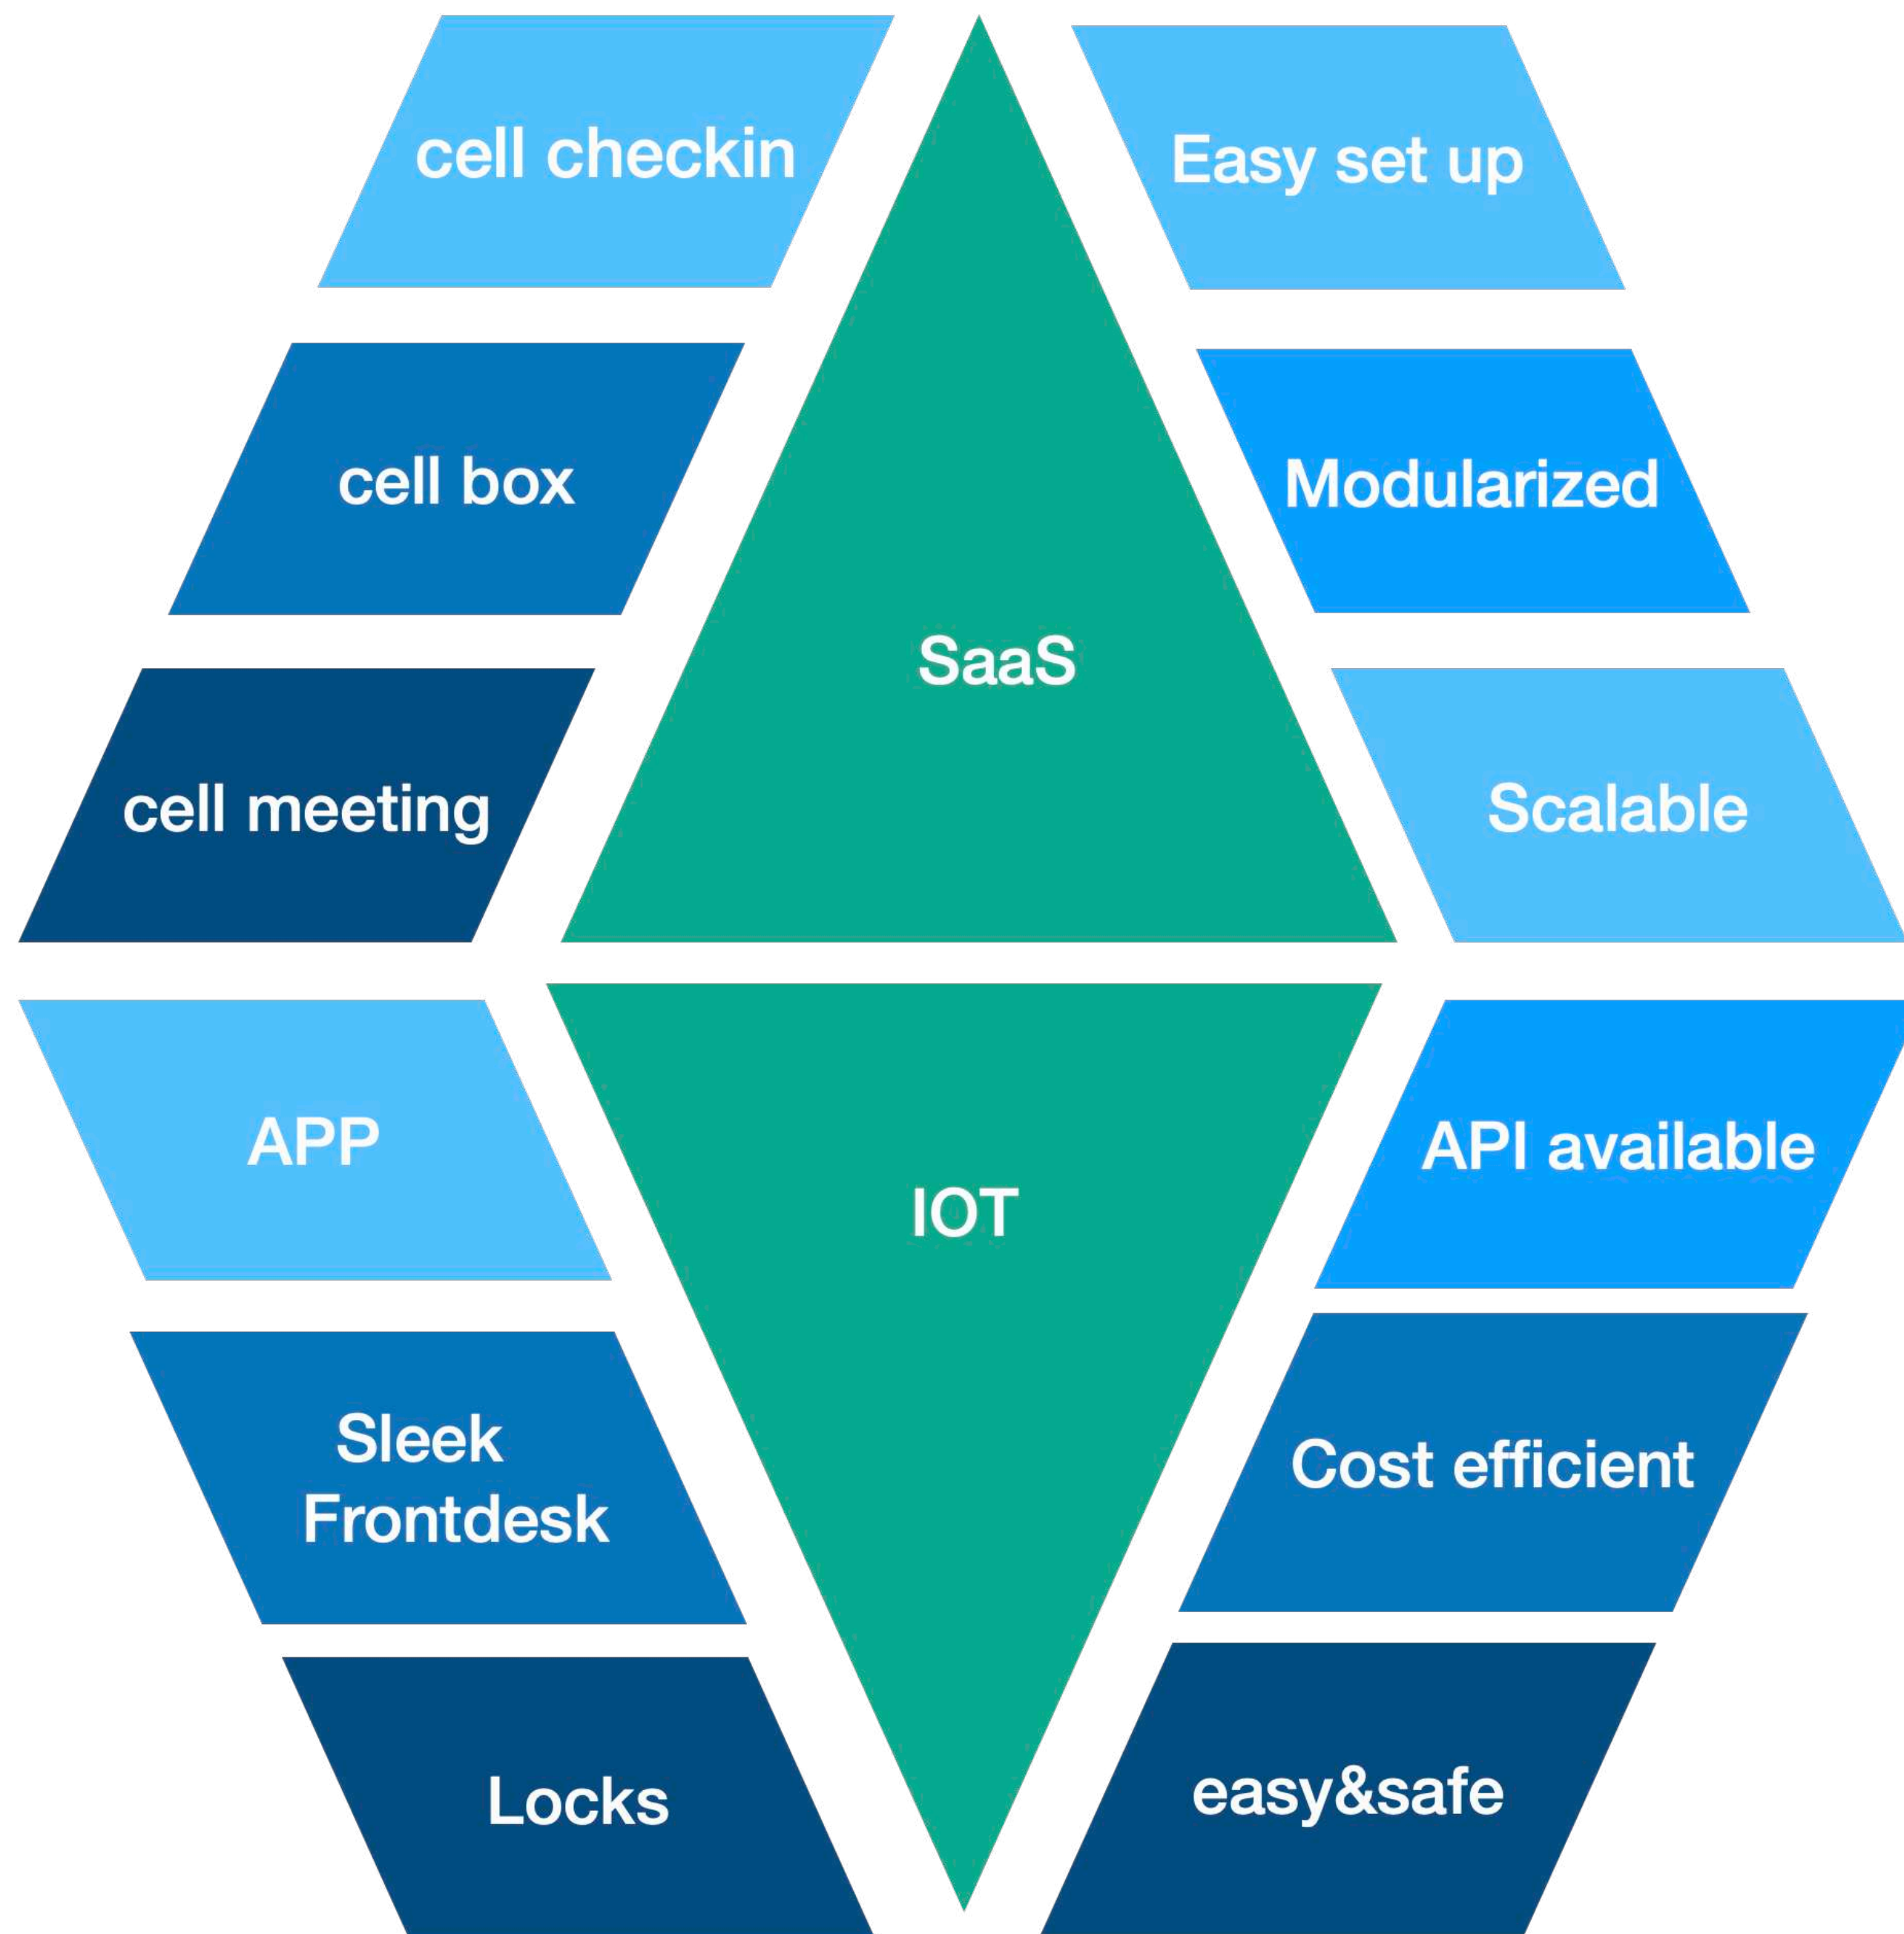 cell checkin
Easy set up
cell box
Modularized
SaaS
cell meeting
Scalable
APP
API available
IOT
Sleek
Frontdesk
Cost efficient
Locks
easy&safe